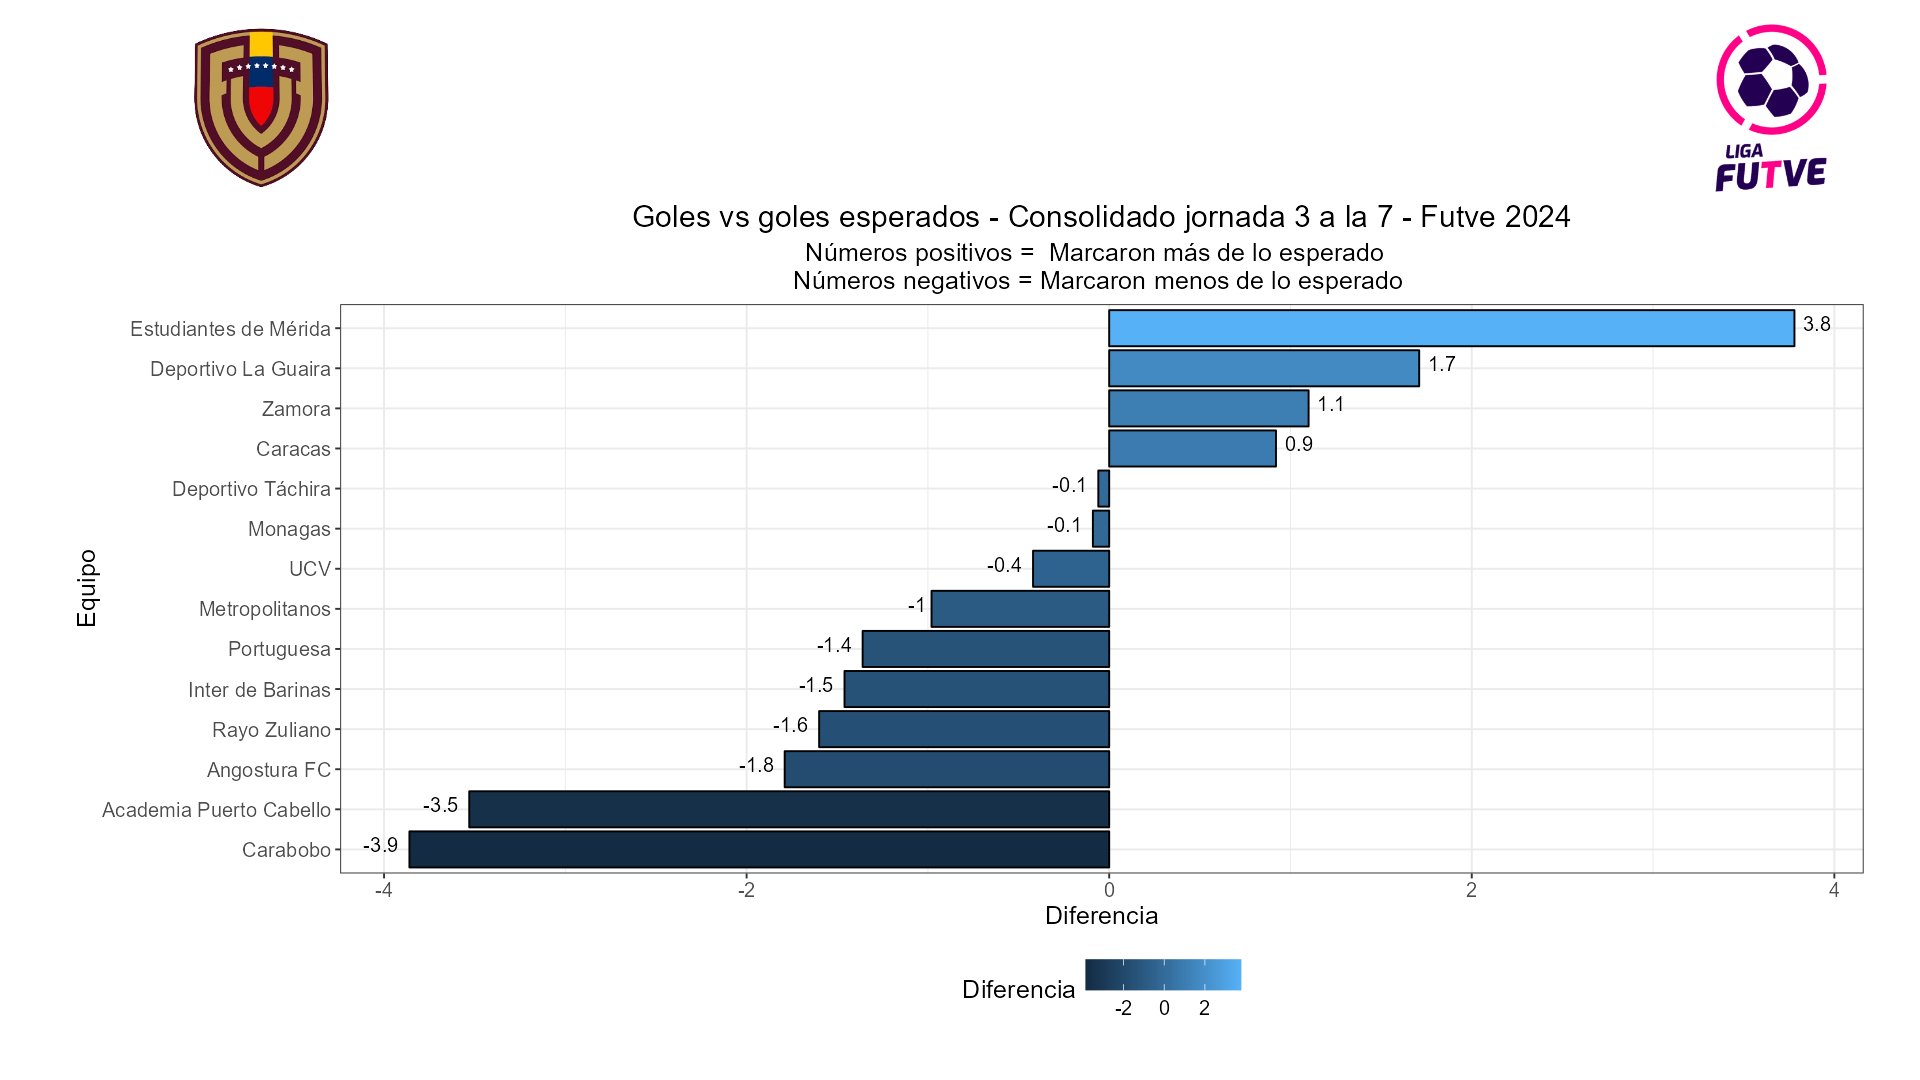 LIGA
FUTVE
Goles vs goles esperados - Consolidado jornada 3 a la 7 - Futve 2024
Números positivos =  Marcaron más de lo esperado
Números negativos = Marcaron menos de lo esperado
Equipo
Estudiantes de Mérida 3.8
Deportivo La Guaira 1.7
Zamora 1.1
Caracas 0.9
Deportivo Táchira -0.1
Monagas -0.1
UCV -0.4
Metropolitanos -1
Portuguesa -1.4
Inter de Barinas -1.5
Rayo Zuliano -1.6
Angostura FC -1.8
Academia Puerto Cabello -3.5
Carabobo -3.9
-4 -2 0 2 4
Diferencia
Diferencia
-2 0 2